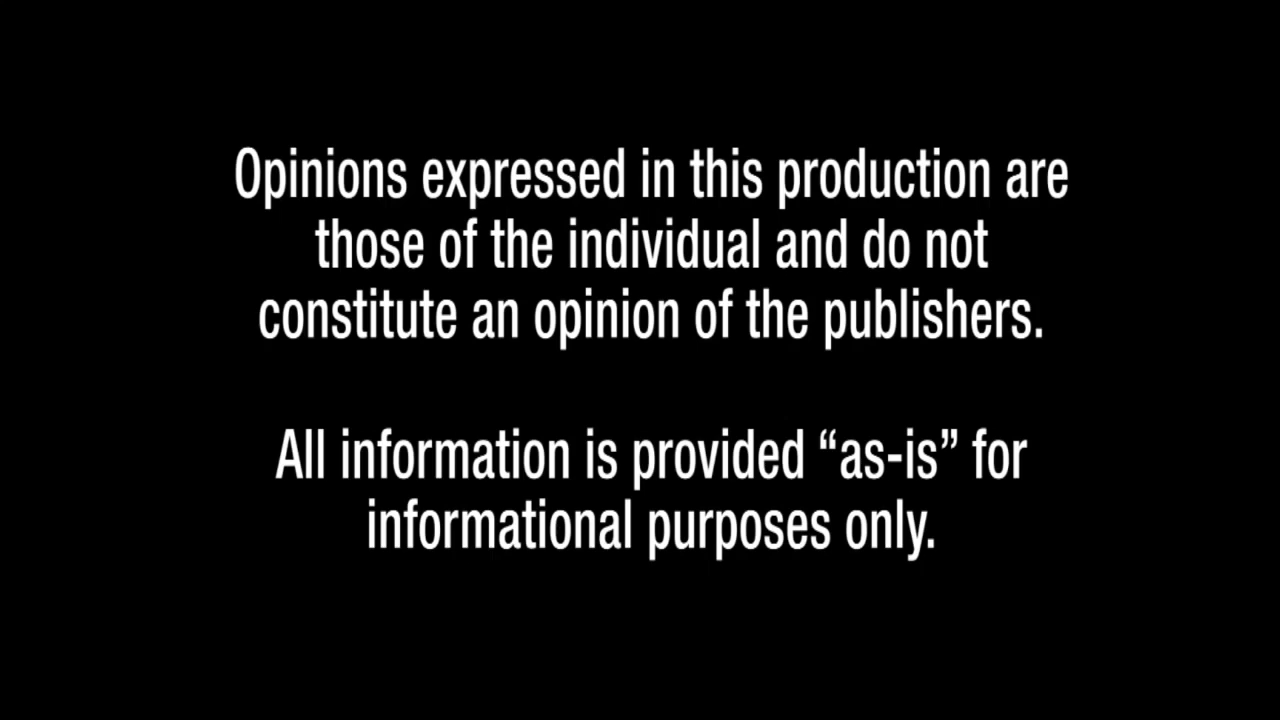 Opinions expressed in this production are
those of the individual and do not
constitute an opinion of the publishers.
All information is provided “as-is” for
informational purposes only.